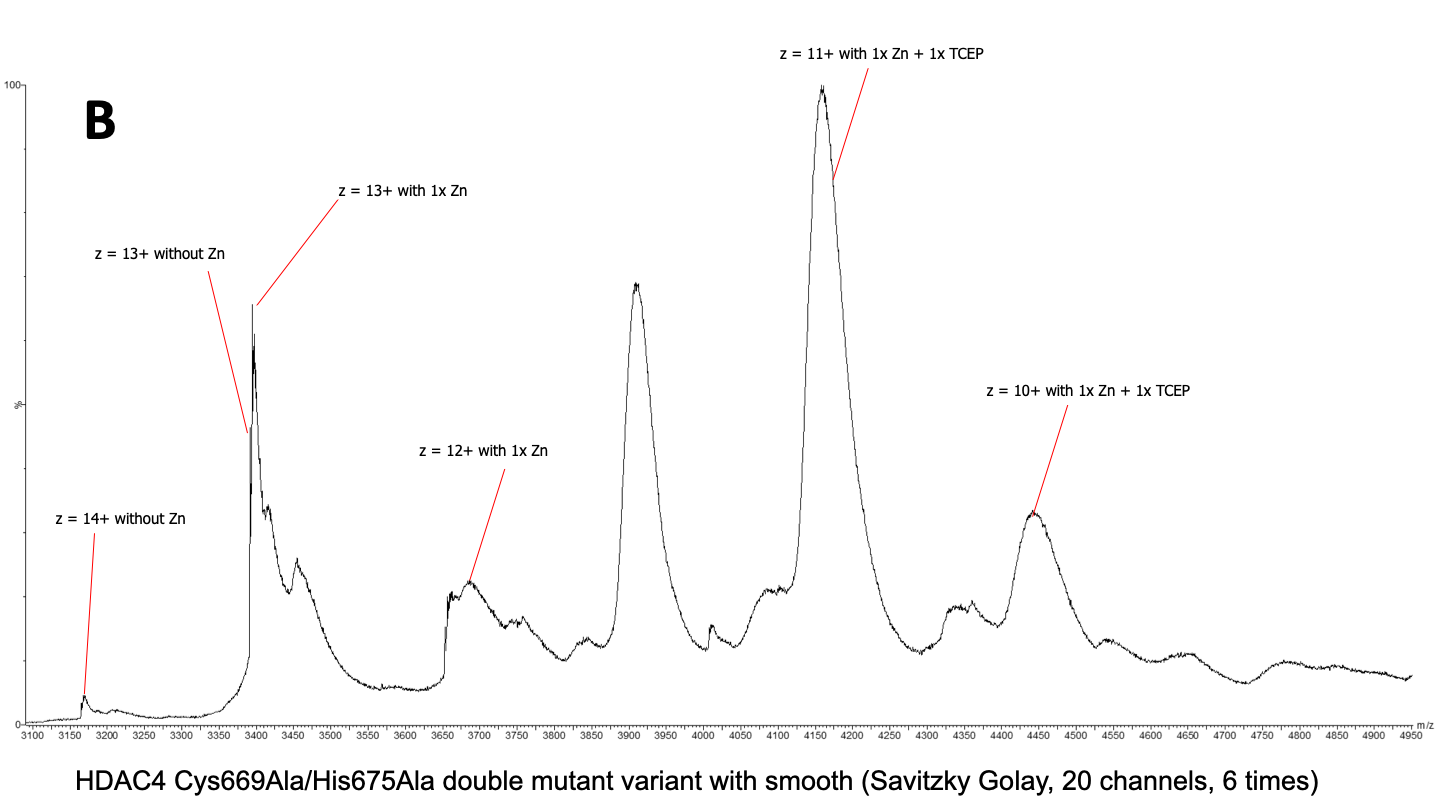 z = 11+ with 1x Zn + 1x TCEP
100
B
z = 13+ with 1x Zn
z = 13+ without Zn
z = 10+ with 1x Zn + 1x TCEP
%
z = 12+ with 1x Zn
z = 14+ without Zn
0
m/z
3100 3150 3200 3250 3300 3350 3400 3450 3500 3550 3600 3650 3700 3750 3800 3850 3900 3950 4000 4050 4100 4150 4200 4250 4300 4350 4400 4450 4500 4550 4600 4650 4700 4750 4800 4850 4900 4950
HDAC4 Cys669Ala/His675Ala double mutant variant with smooth (Savitzky Golay, 20 channels, 6 times)